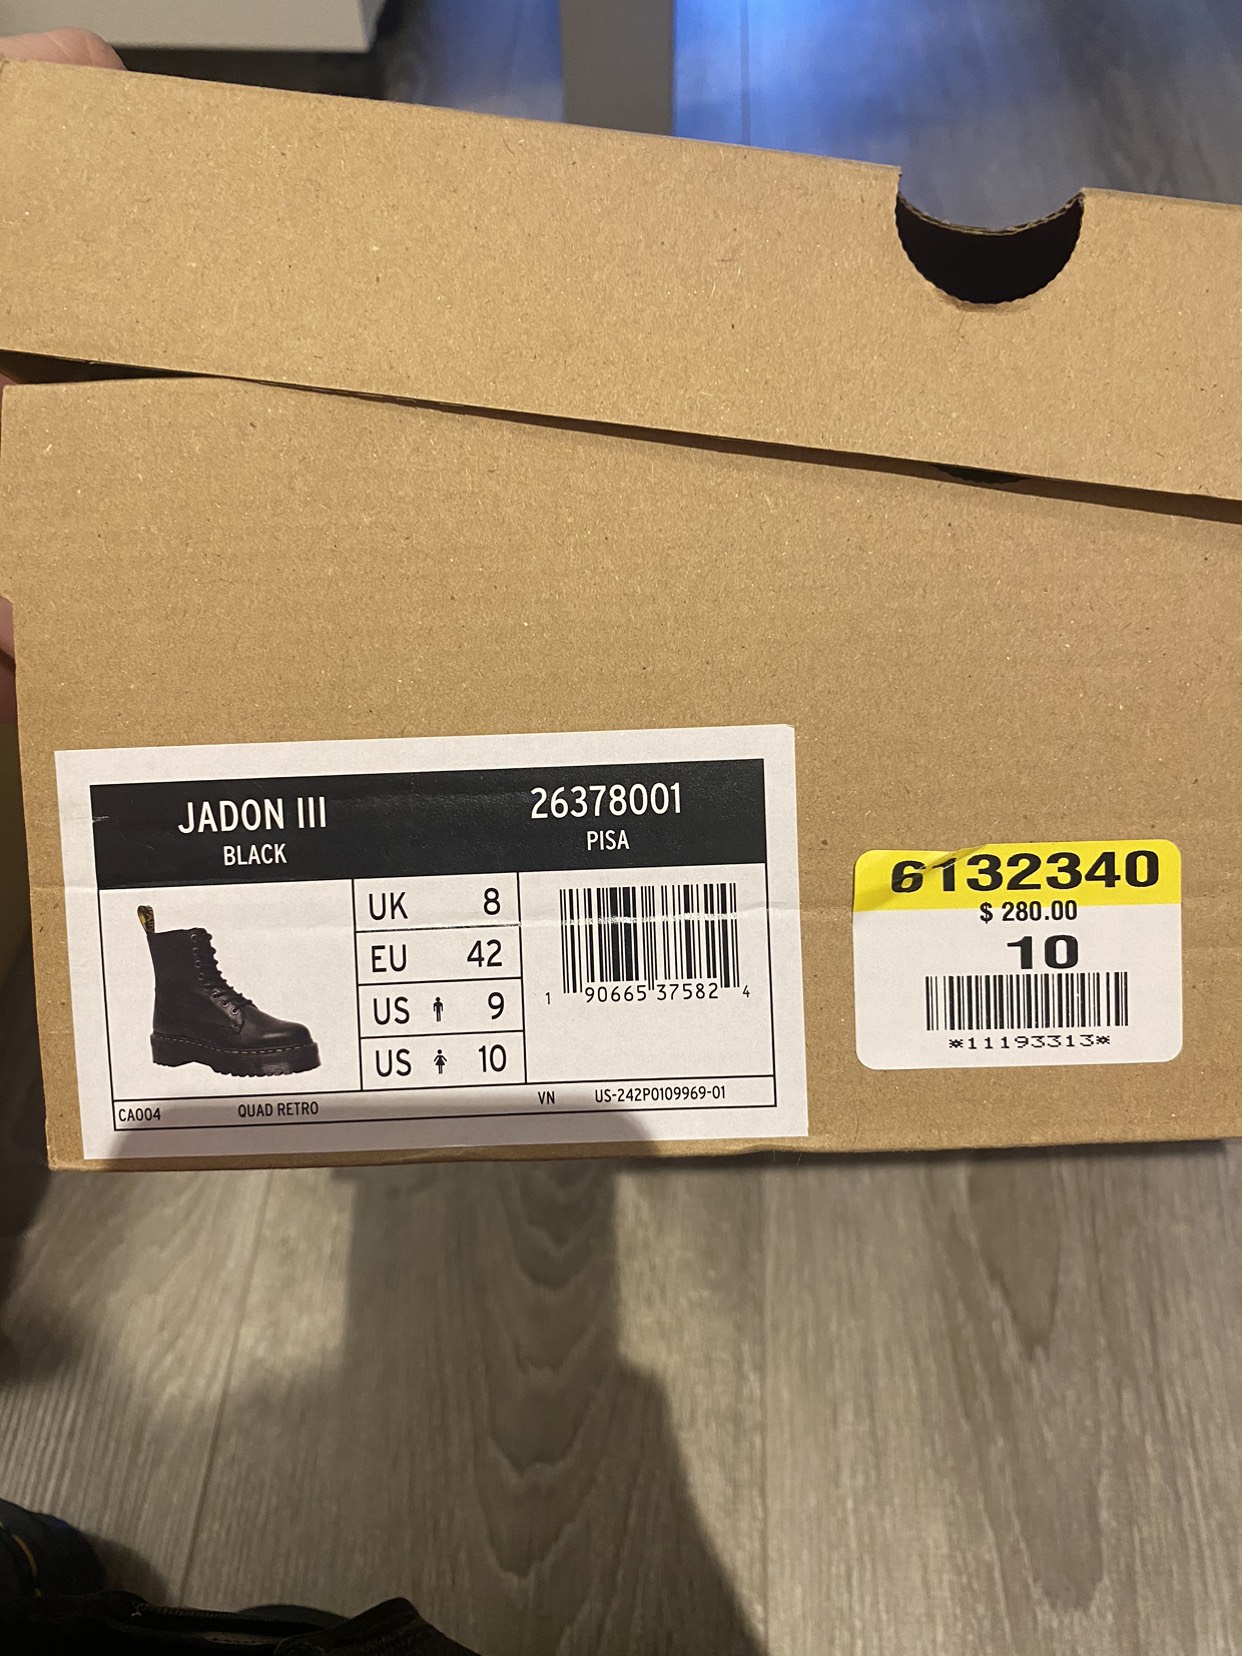 JADON III
BLACK
26378001
PISA
UK 8
EU 42
US 9
US 10
1 90665 37582 4
CA004 QUAD RETRO VN US-242P0109969-01
6132340
$ 280.00
10
*11193313*